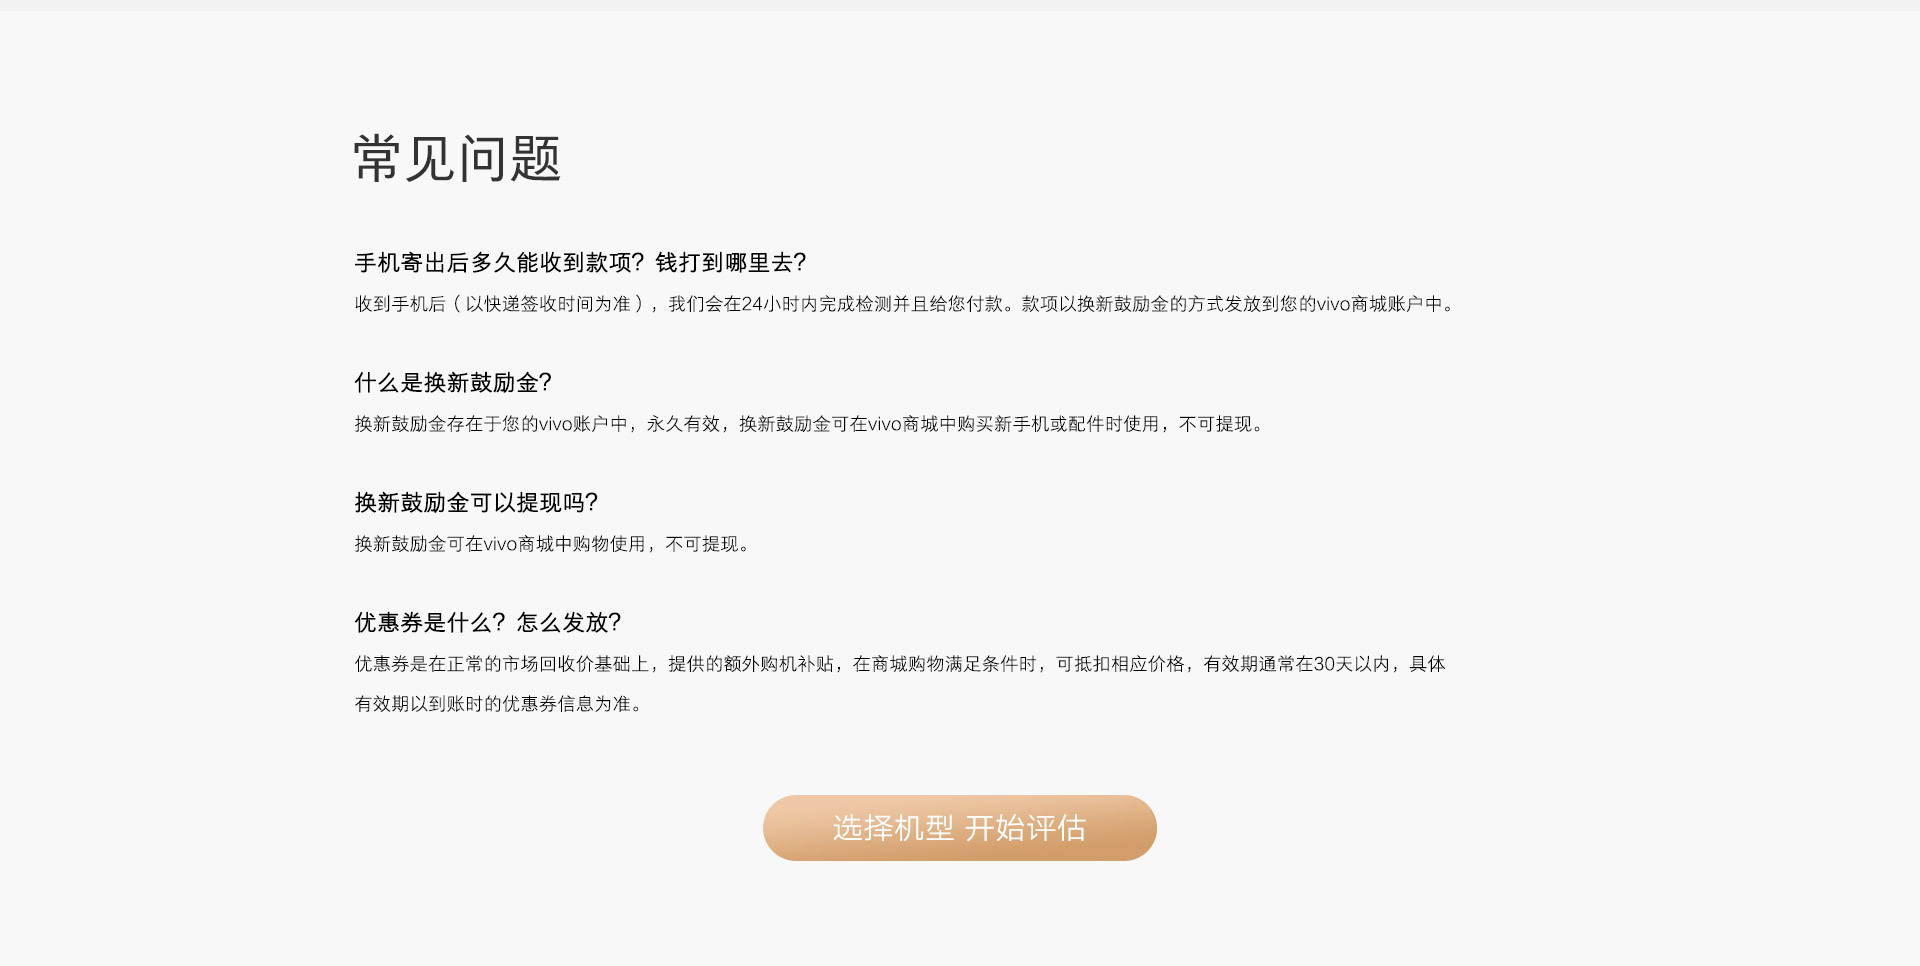 常见问题
手机寄出后多久能收到款项？钱打到哪里去？
收到手机后（以快递签收时间为准），我们会在24小时内完成检测并且给您付款。款项以换新鼓励金的方式发放到您的vivo商城账户中。
什么是换新鼓励金？
换新鼓励金存在于您的vivo账户中，永久有效，换新鼓励金可在vivo商城中购买新手机或配件时使用，不可提现。
换新鼓励金可以提现吗？
换新鼓励金可在vivo商城中购物使用，不可提现。
优惠券是什么？怎么发放？
优惠券是在正常的市场回收价基础上，提供的额外购机补贴，在商城购物满足条件时，可抵扣相应价格，有效期通常在30天以内，具体
有效期以到账时的优惠券信息为准。
选择机型 开始评估